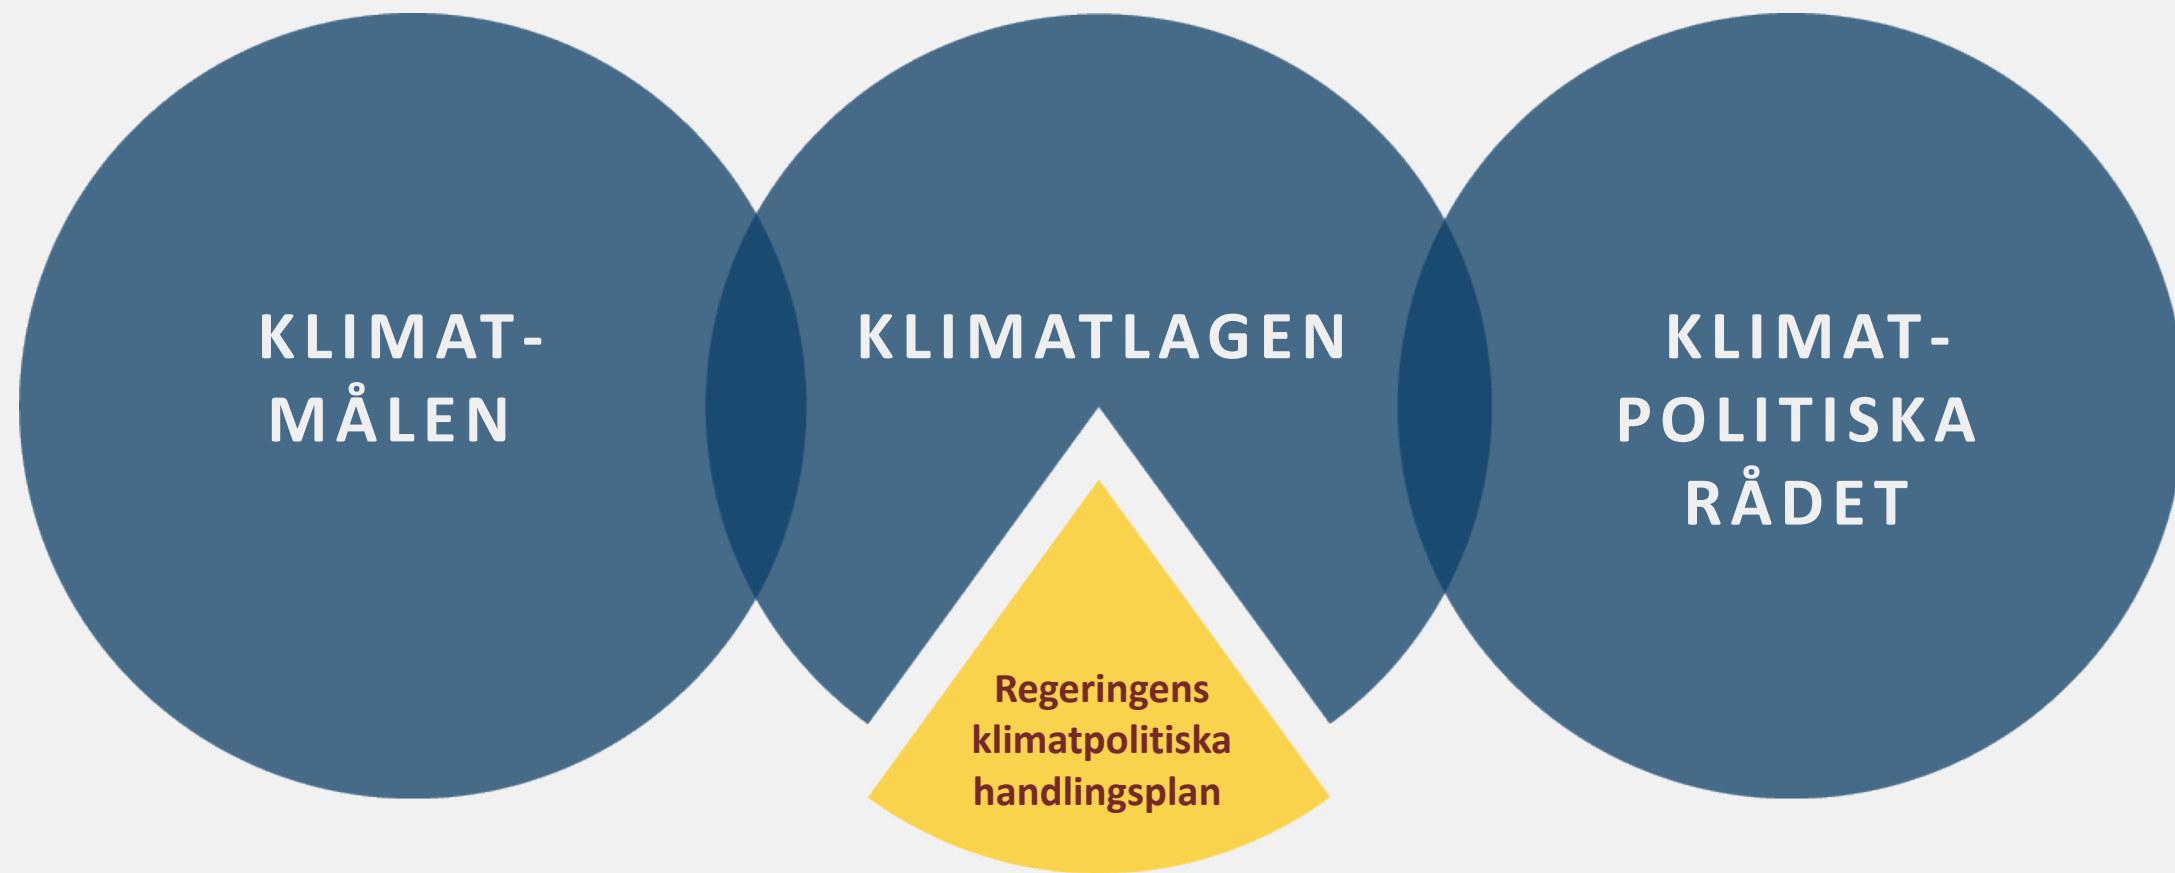 KLIMAT-
MÅLEN
KLIMATLAGEN
KLIMAT-
POLITISKA
RÅDET
Regeringens
klimatpolitiska
handlingsplan